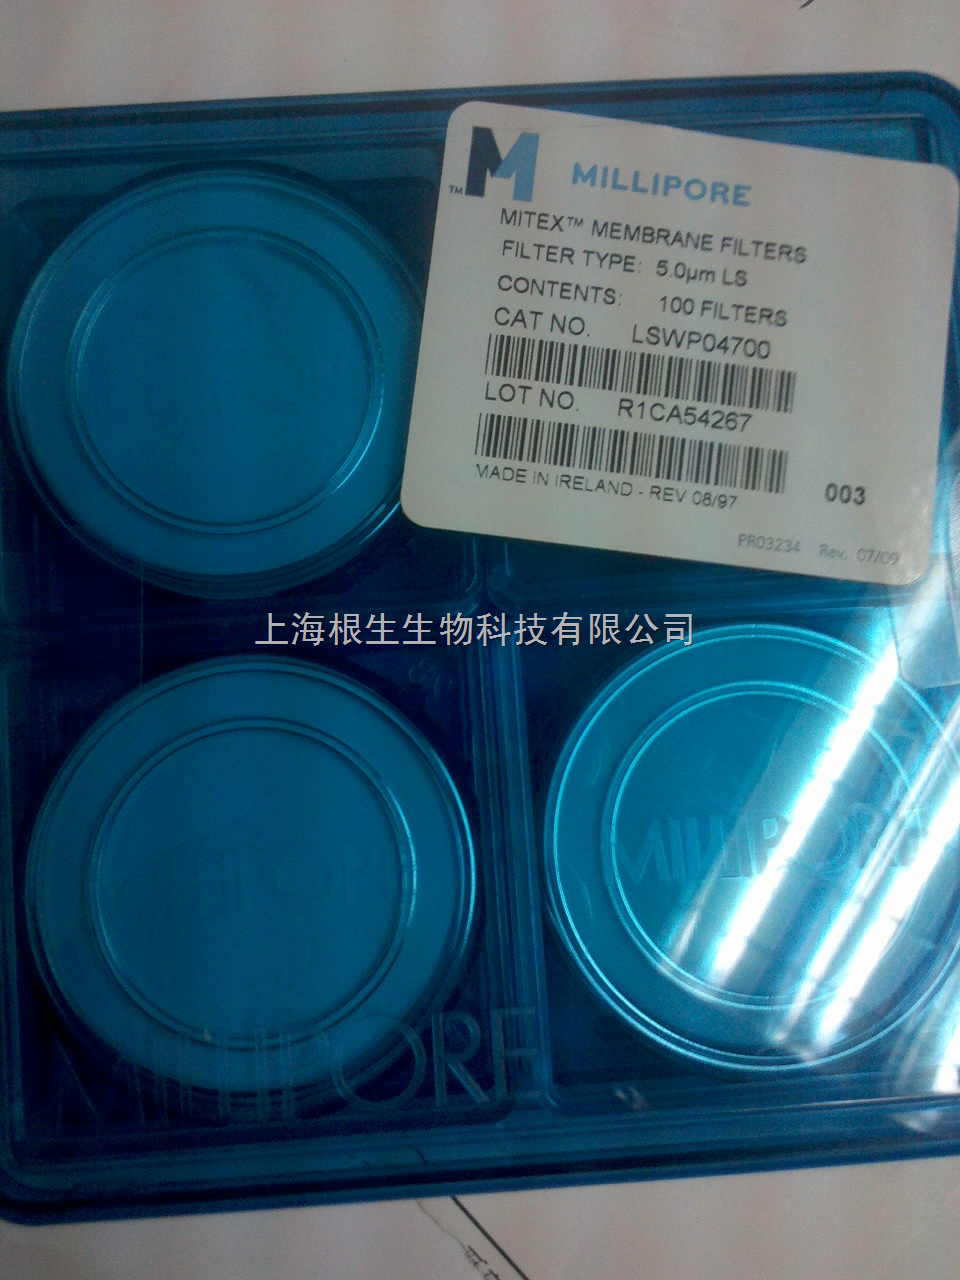 M
™
MILLIPORE
MITEX™ MEMBRANE FILTERS
FILTER TYPE: 5.0µm LS
CONTENTS: 100 FILTERS
CAT NO. LSWP04700
LOT NO. R1CA54267
MADE IN IRELAND - REV 08/97
003
PR03234 Rev. 07/09
上海根生生物科技有限公司
MILLIPORE
MILLIPORE